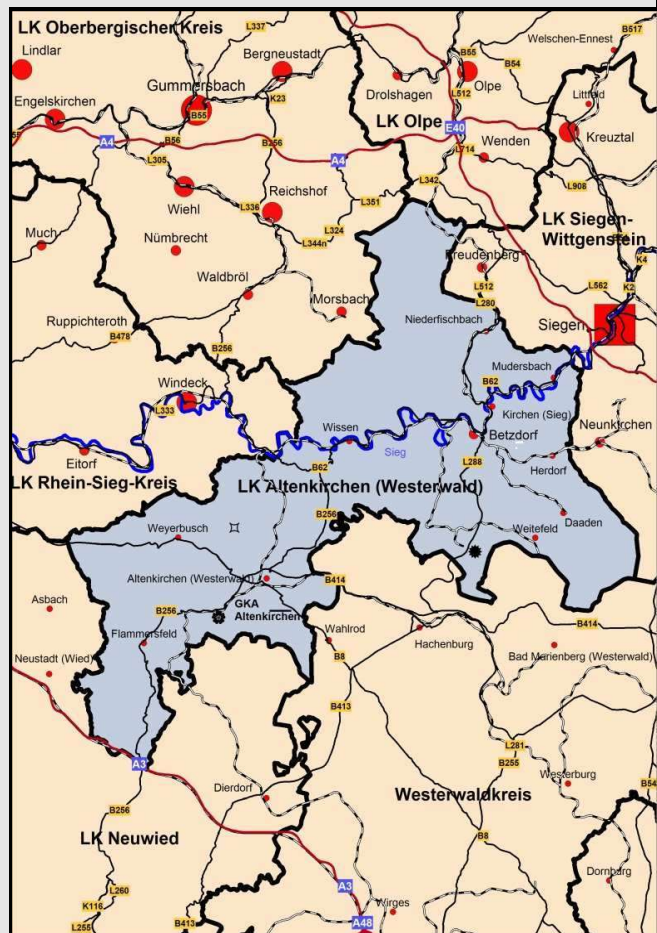 L337
B55
B517
LK Oberbergischer Kreis
Welschen-Ennest
Lindlar
Bergneustadt
B54
Drolshagen
Olpe
Gummersbach
L512
Littfeld
K23
Engelskirchen
B55
LK Olpe
E40
Kreuztal
A4
B56
B256
L714
Wenden
L305
A4
L342
L908
Reichshof
Wiehl
L336
L351
LK Siegen-
Wittgenstein
L324
Much
Nümbrecht
L344n
K4
Freudenberg
Waldbröl
L512
L562
K2
Morsbach
L280
Ruppichteroth
Niederfischbach
Siegen
B478
B256
Mudersbach
Windeck
B62
L333
Kirchen (Sieg)
Wissen
Betzdorf
Neunkirchen
Eitorf
Sieg
Herdorf
B62
L288
LK Rhein-Sieg-Kreis
LK Altenkirchen (Westerwald)
B256
Daaden
Weyerbusch
Weitefeld
Altenkirchen (Westerwald)
B414
Asbach
GKA
Altenkirchen
B256
Flammersfeld
Wahlrod
Hachenburg
B414
B8
Bad Marienberg (Westerwald)
Neustadt (Wied)
B413
L281
B255
A3
Westerburg
B54
Dierdorf
Westerwaldkreis
B256
LK Neuwied
B8
Dornburg
A3
L260
K116
Wirges
L255
B413
A48